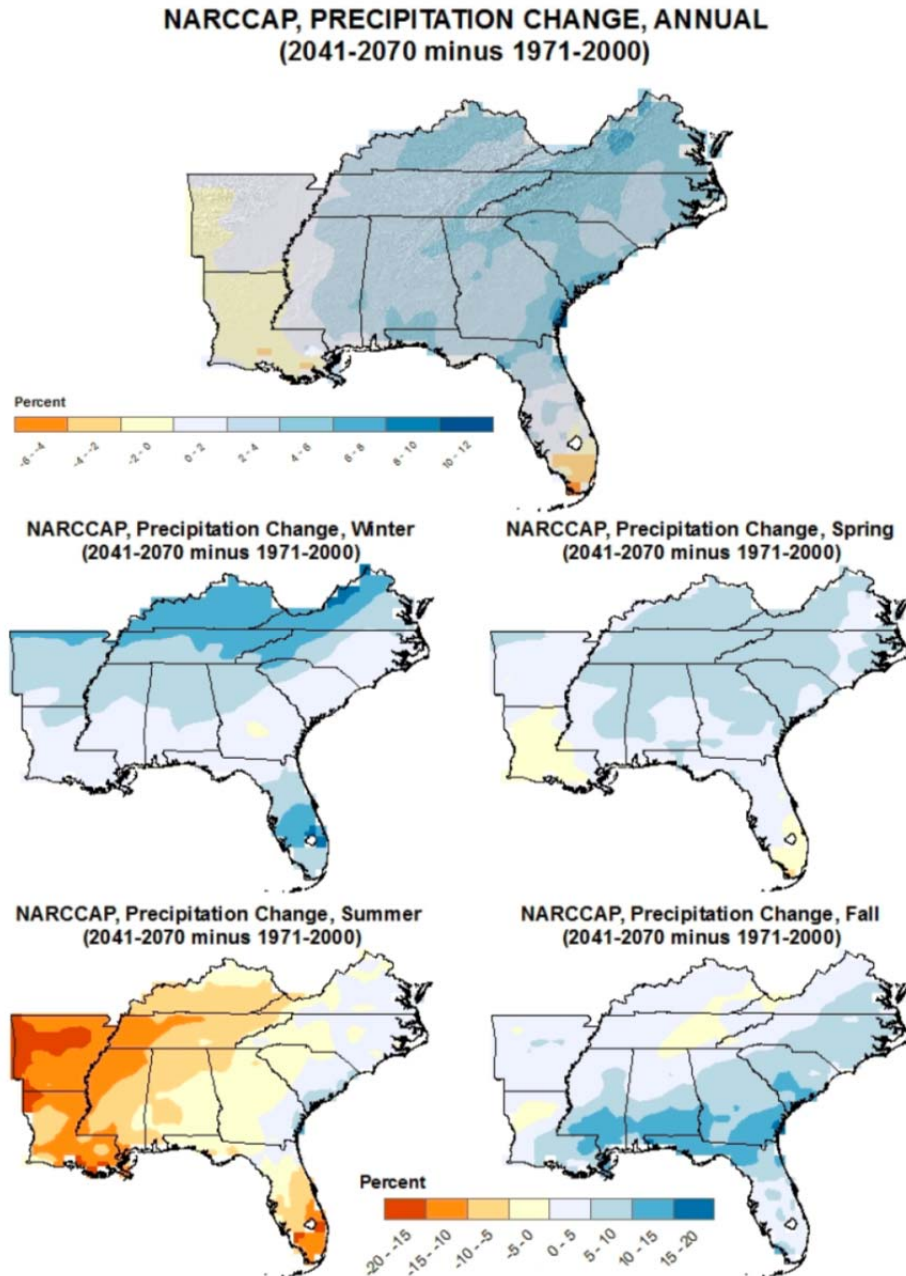 NARCCAP, PRECIPITATION CHANGE, ANNUAL
(2041-2070 minus 1971-2000)
Percent
-6 - -4
-4 - -2
-2 - 0
0 - 2
2 - 4
4 - 6
6 - 8
8 - 10
10 - 12
NARCCAP, Precipitation Change, Winter
(2041-2070 minus 1971-2000)
NARCCAP, Precipitation Change, Spring
(2041-2070 minus 1971-2000)
NARCCAP, Precipitation Change, Summer
(2041-2070 minus 1971-2000)
NARCCAP, Precipitation Change, Fall
(2041-2070 minus 1971-2000)
Percent
-20 - -15
-15 - -10
-10 - -5
-5 - 0
0 - 5
5 - 10
10 - 15
15 - 20